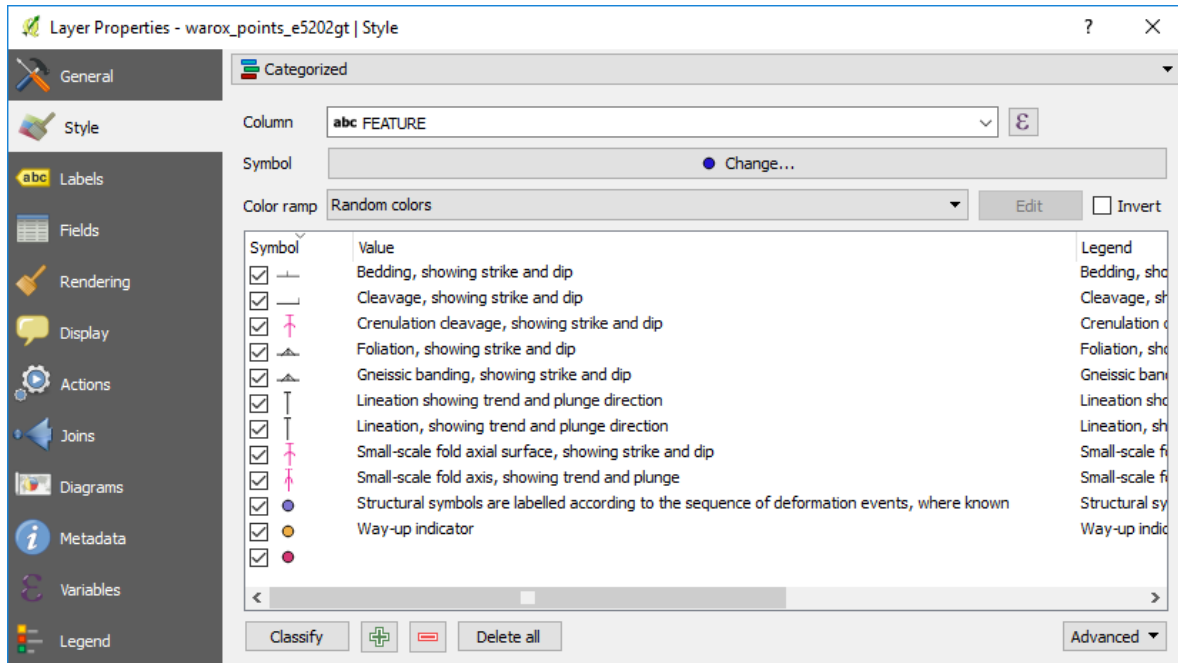 Layer Properties - warox_points_e5202gt | Style
?
General
Categorized
Style
Column
abc FEATURE
ε
Symbol
Change...
abc Labels
Color ramp
Random colors
Edit
Invert
Fields
Symbol Value Legend
Rendering
Bedding, showing strike and dip Bedding, sho
Cleavage, showing strike and dip Cleavage, sh
Display
Crenulation cleavage, showing strike and dip Crenulation c
Foliation, showing strike and dip Foliation, sho
Actions
Gneissic banding, showing strike and dip Gneissic band
Lineation showing trend and plunge direction Lineation sho
Joins
Lineation, showing trend and plunge direction Lineation, sh
Small-scale fold axial surface, showing strike and dip Small-scale fo
Diagrams
Small-scale fold axis, showing trend and plunge Small-scale fo
Structural symbols are labelled according to the sequence of deformation events, where known Structural sy
Metadata
Way-up indicator Way-up indic
Variables
Legend
Classify
Delete all
Advanced